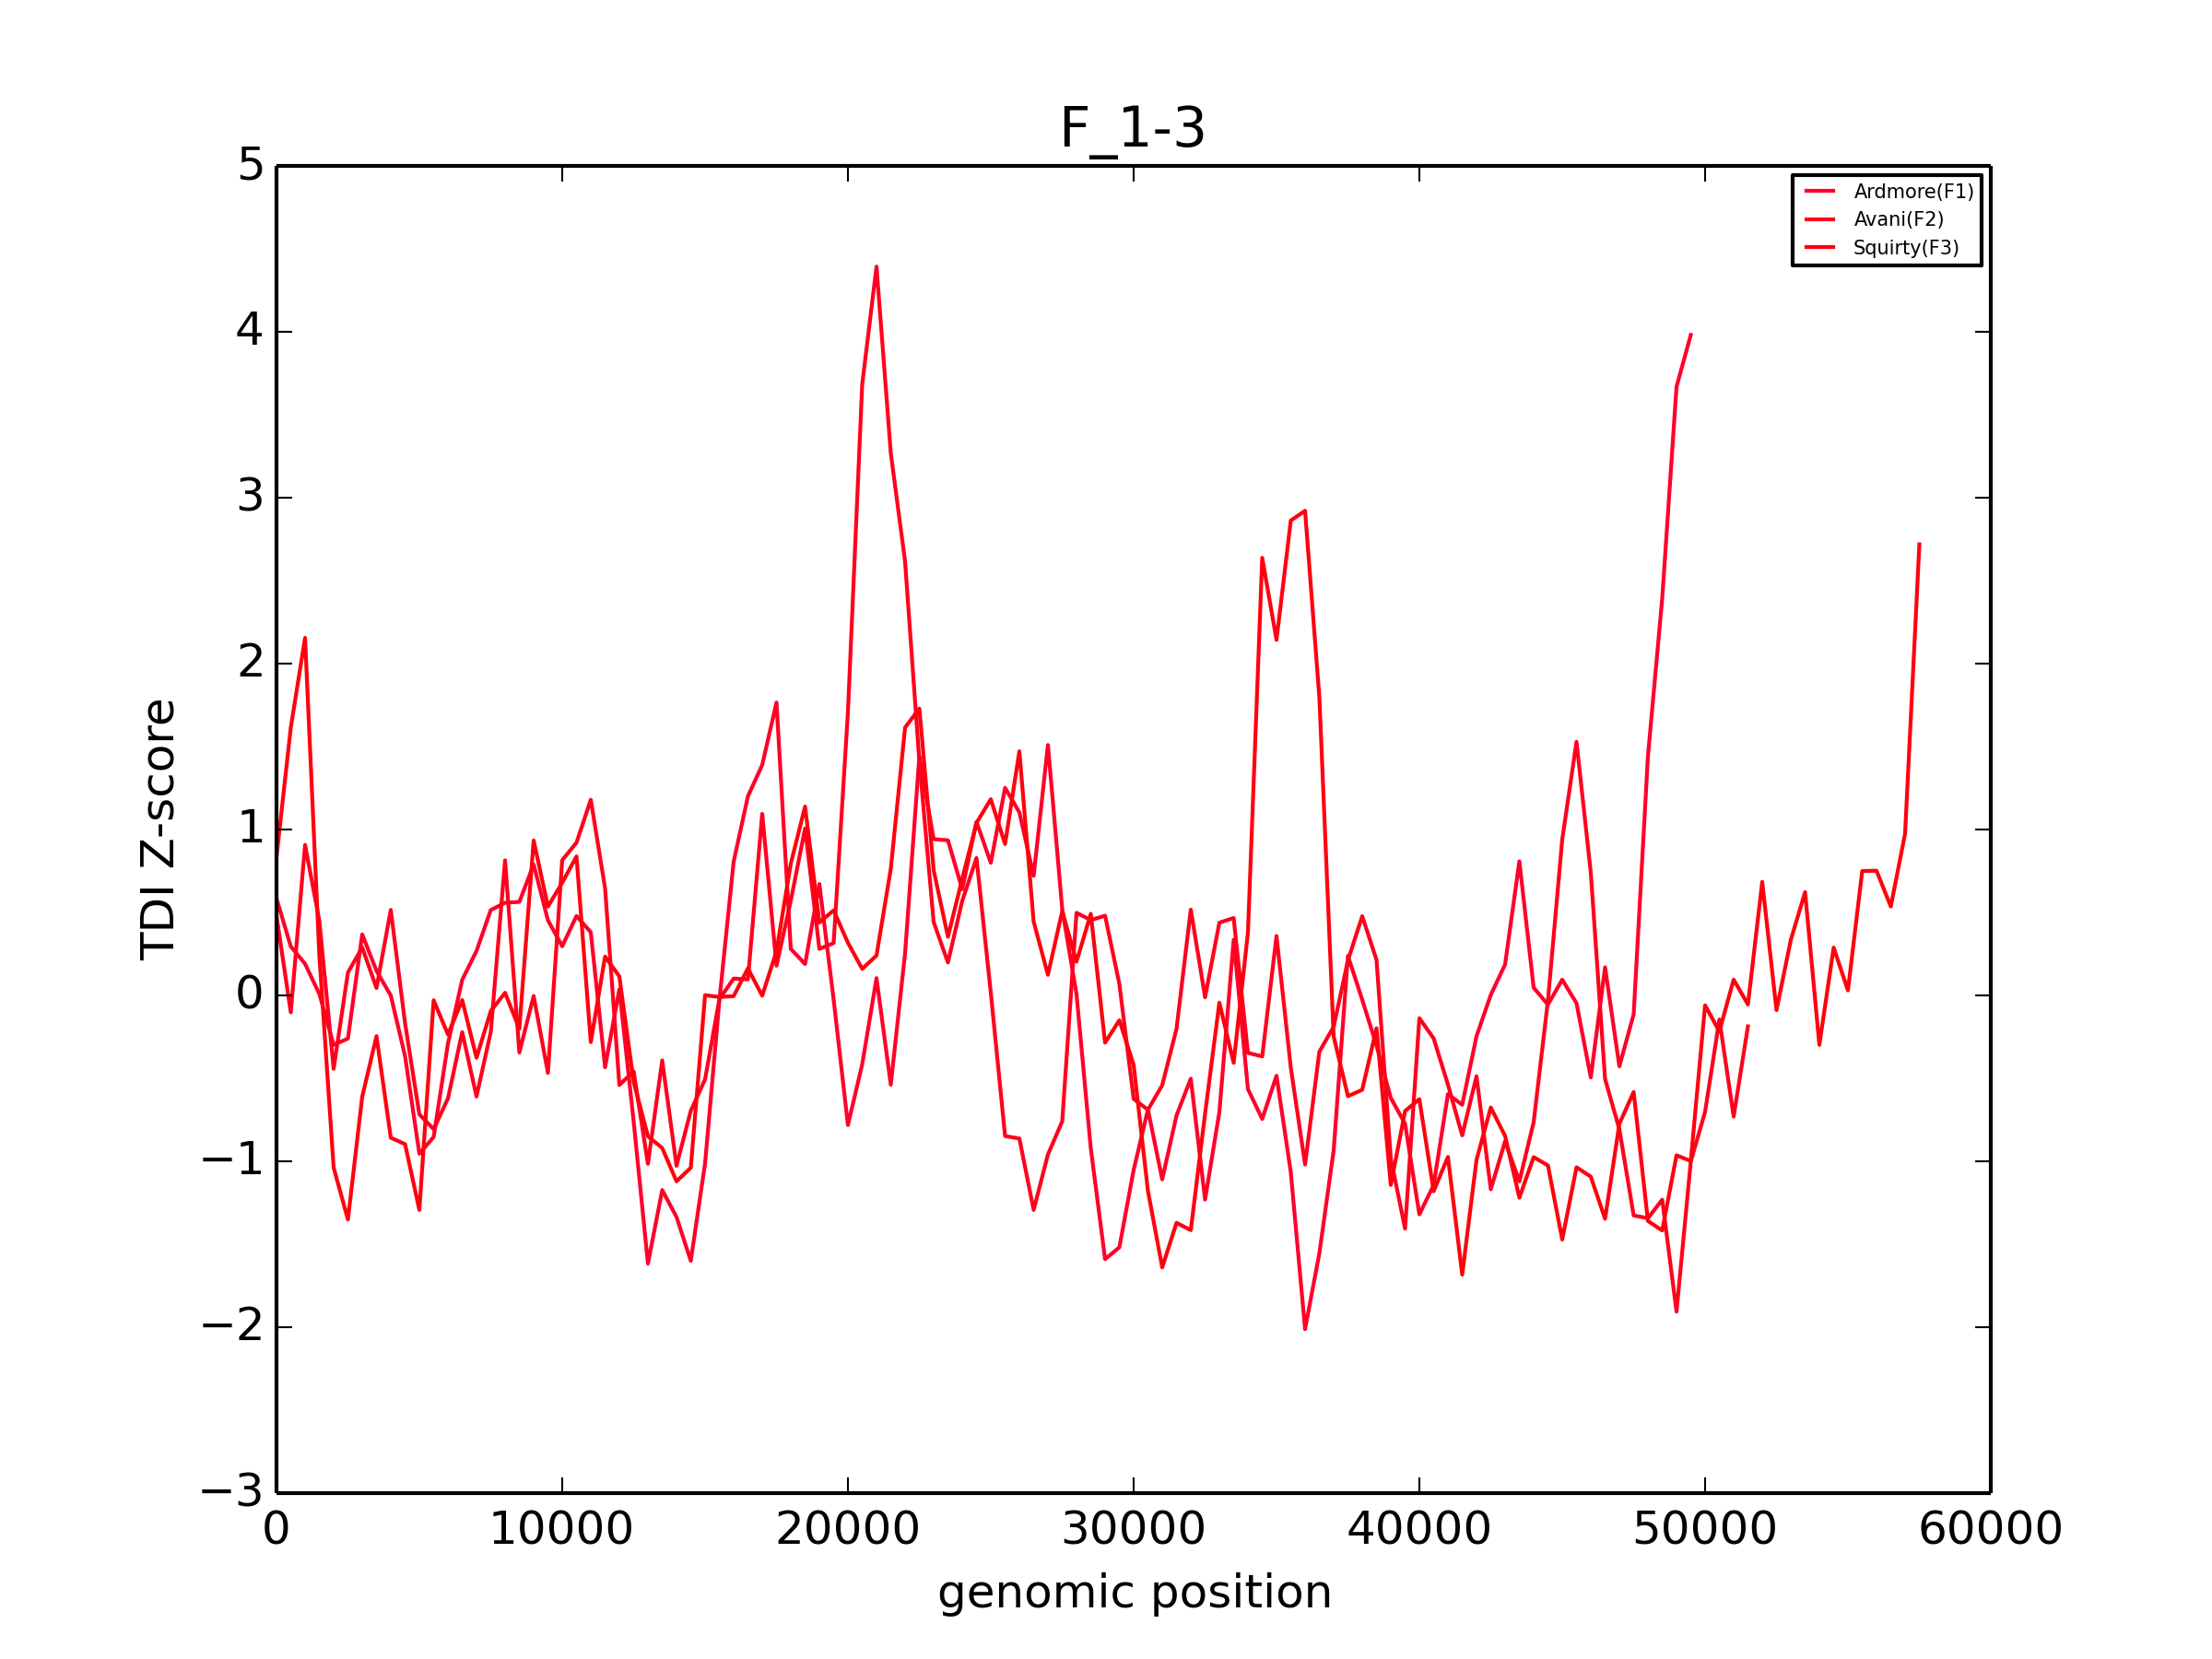 F_1-3
5
4
3
2
1
0
−1
−2
−3
TDI Z-score
Ardmore(F1)
Avani(F2)
Squirty(F3)
0 10000 20000 30000 40000 50000 60000
genomic position